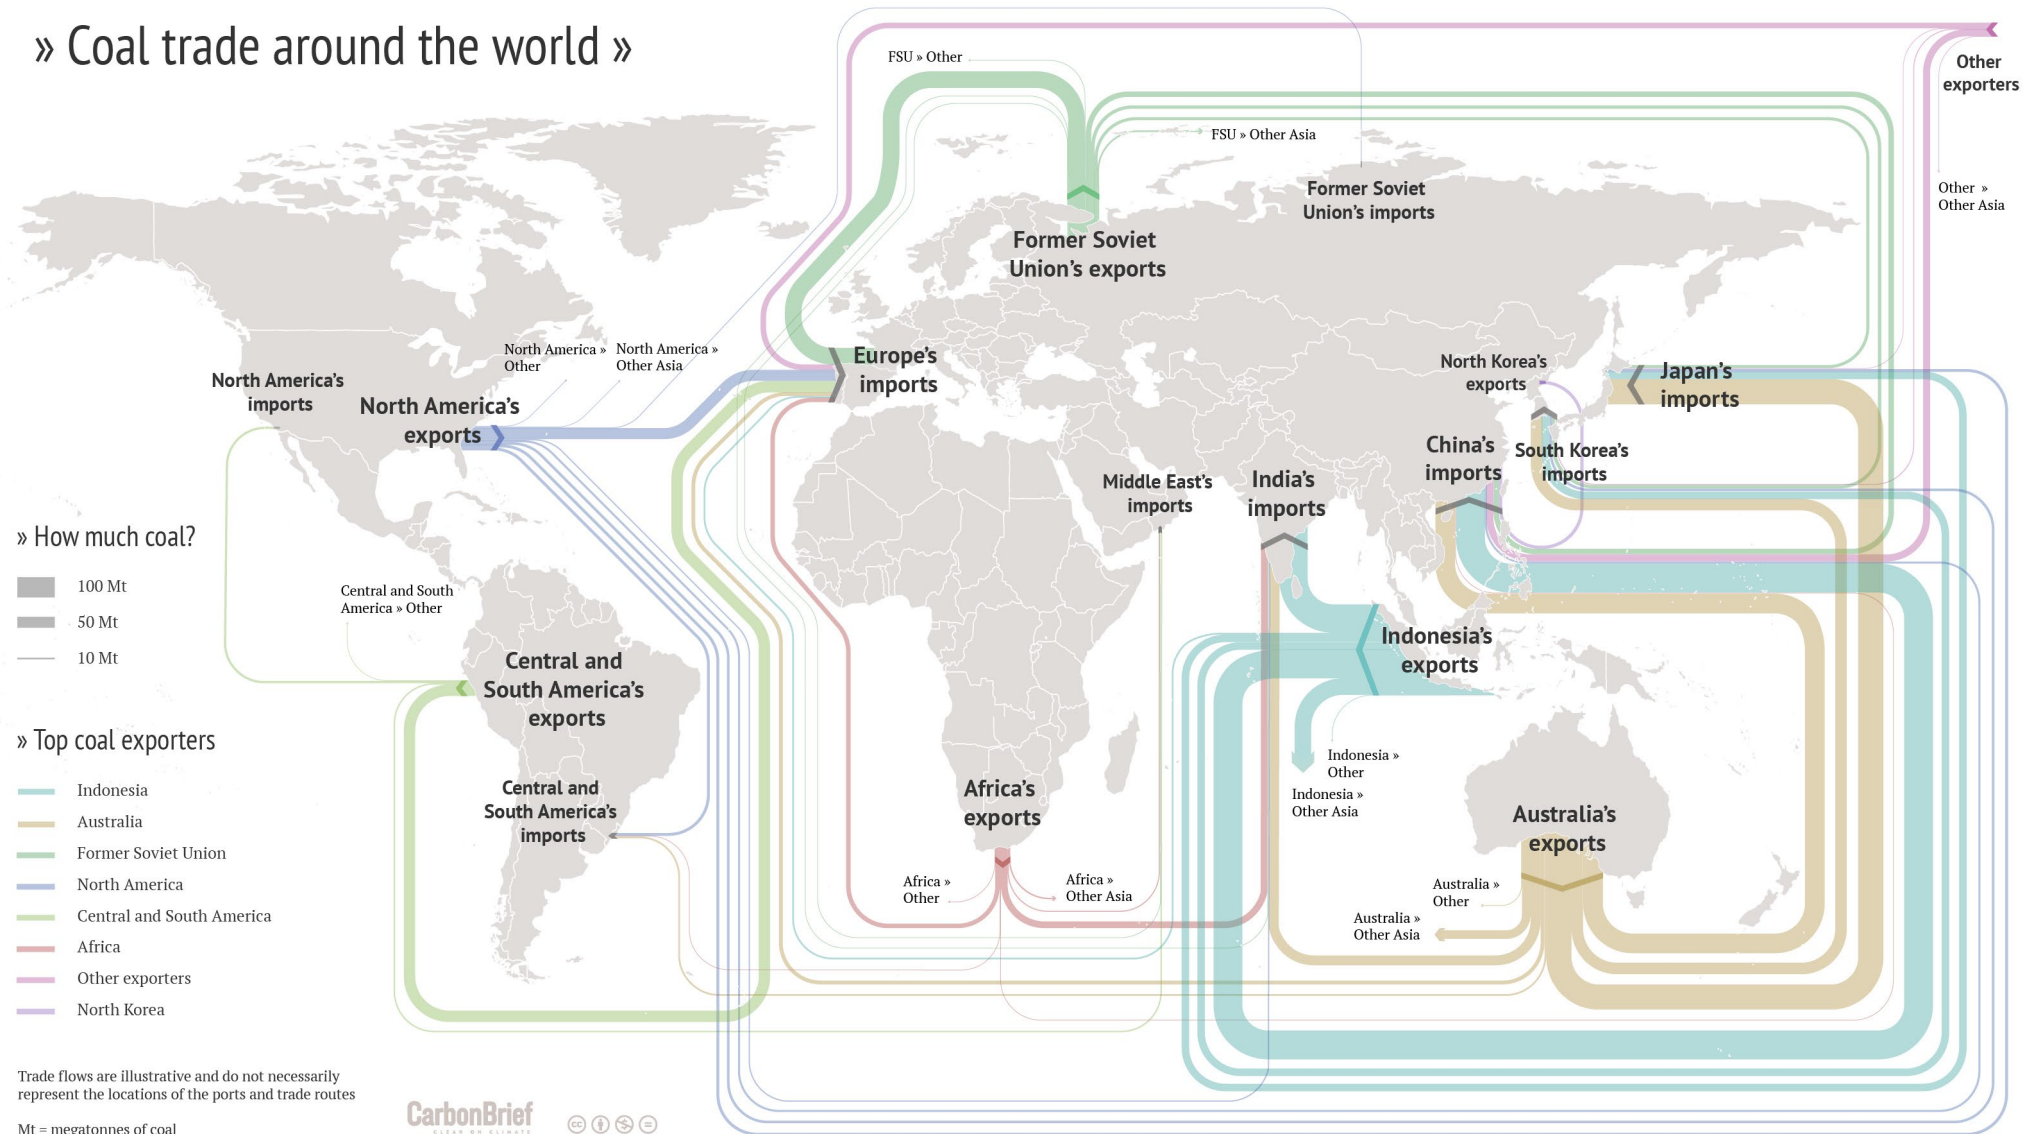 » Coal trade around the world »
FSU » Other
Other
exporters
FSU » Other Asia
Former Soviet
Union's imports
Other »
Other Asia
Former Soviet
Union's exports
North America »
Other
North America »
Other Asia
Europe's
imports
North Korea's
exports
Japan's
imports
North America's
imports
North America's
exports
China's
imports
South Korea's
imports
Middle East's
imports
India's
imports
» How much coal?
100 Mt
50 Mt
10 Mt
Central and South
America » Other
Central and
South America's
exports
Indonesia's
exports
» Top coal exporters
Indonesia
Australia
Former Soviet Union
North America
Central and South America
Africa
Other exporters
North Korea
Indonesia »
Other
Indonesia »
Other Asia
Central and
South America's
imports
Africa's
exports
Australia's
exports
Africa »
Other
Africa »
Other Asia
Australia »
Other
Australia »
Other Asia
Trade flows are illustrative and do not necessarily
represent the locations of the ports and trade routes
Mt = megatonnes of coal
CarbonBrief
CLEAR ON CLIMATE
cc